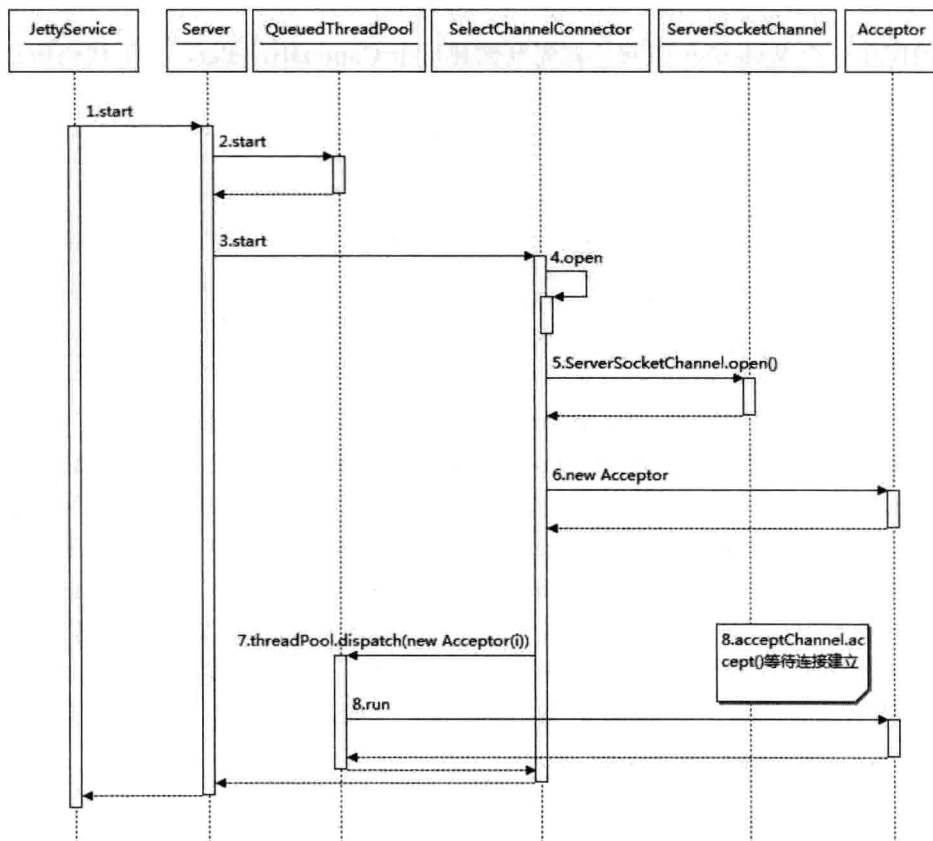 JettyService
Server
QueuedThreadPool
SelectChannelConnector
ServerSocketChannel
Acceptor
1.start
2.start
3.start
4.open
5.ServerSocketChannel.open()
6.new Acceptor
7.threadPool.dispatch(new Acceptor(i))
8.acceptChannel.ac
cept()等待连接建立
8.run